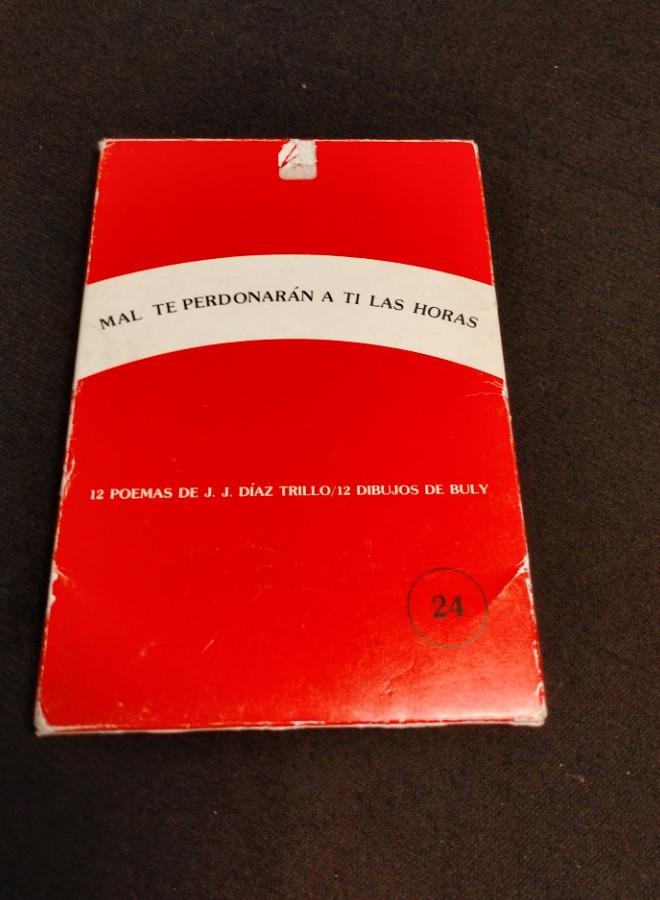 MAL TE PERDONARÁN A TI LAS HORAS
12 POEMAS DE J. J. DÍAZ TRILLO/12 DIBUJOS DE BULY
24